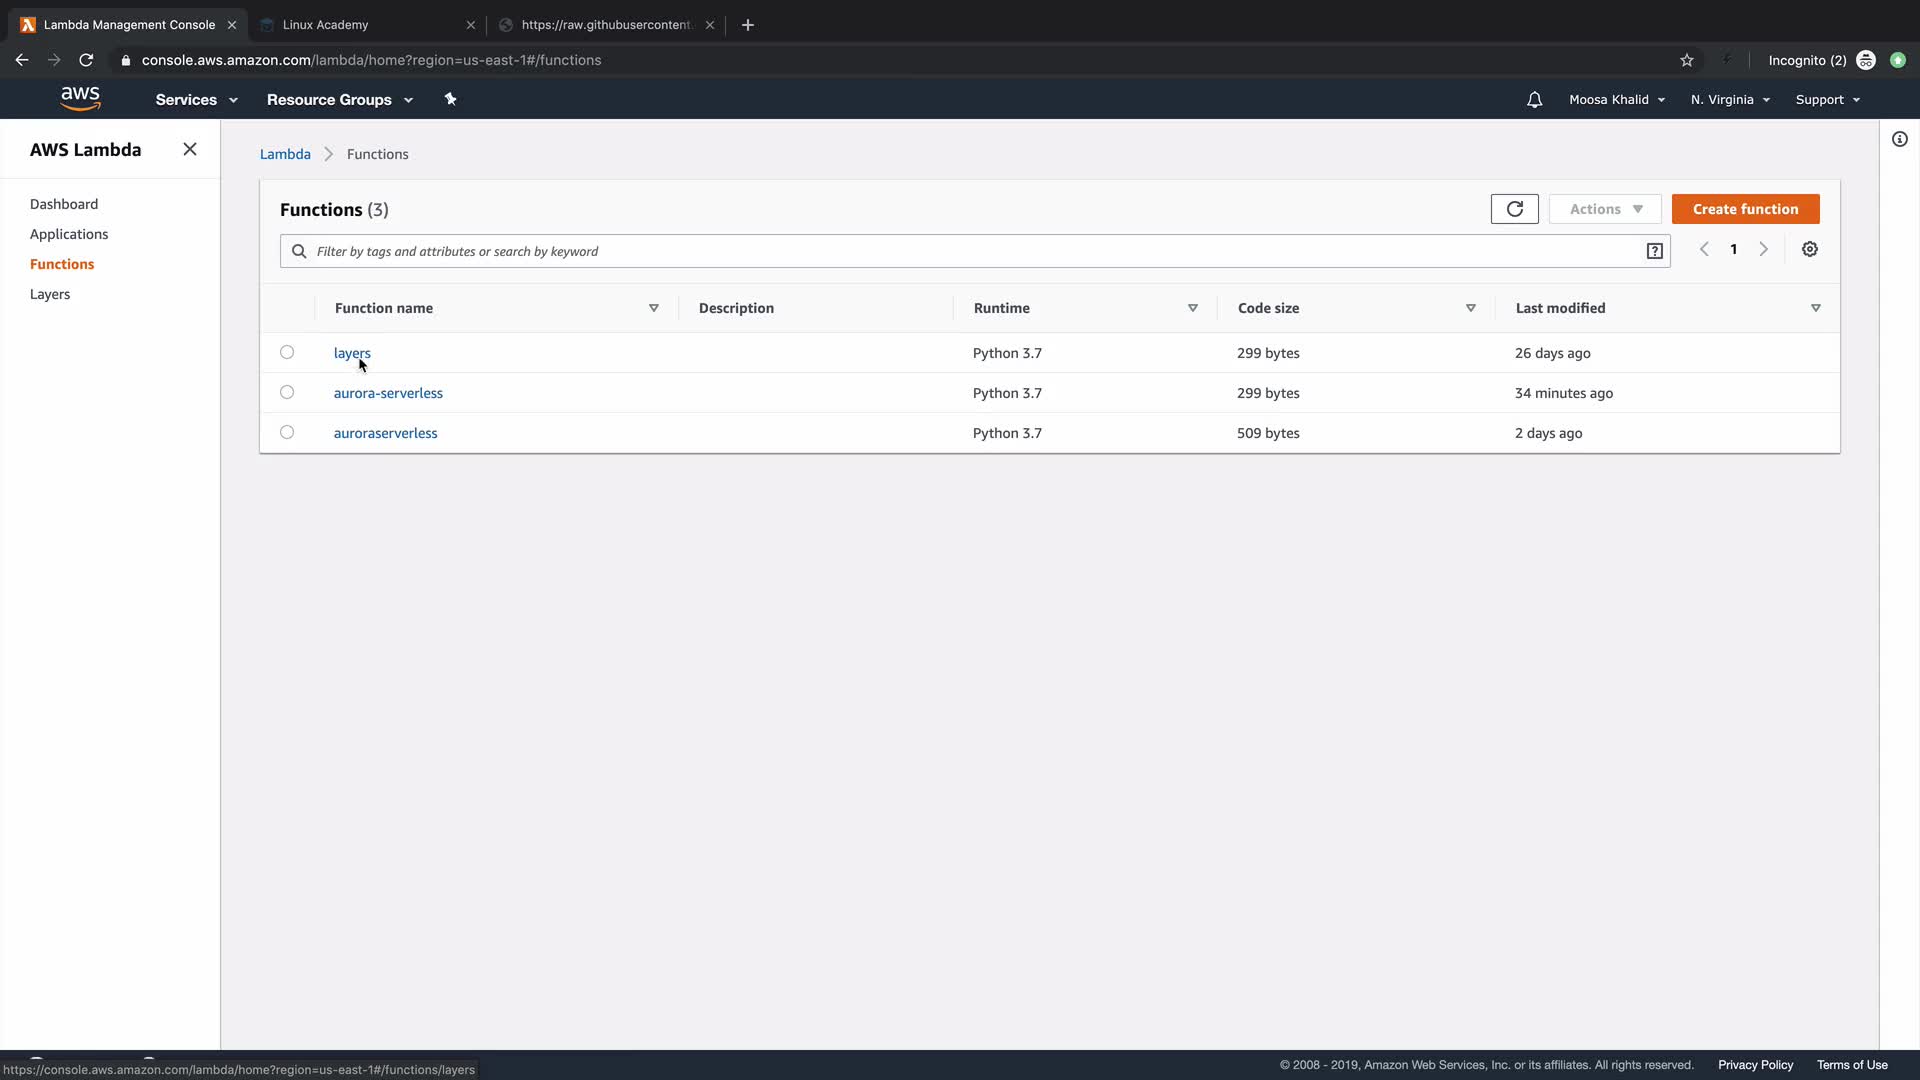 Lambda Management Console
Linux Academy
https://raw.githubusercontent.
console.aws.amazon.com/lambda/home?region=us-east-1#/functions
Incognito (2)
aws
Services
Resource Groups
Moosa Khalid
N. Virginia
Support
AWS Lambda
Dashboard
Applications
Functions
Layers
Lambda > Functions
Functions (3)
Actions
Create function
Filter by tags and attributes or search by keyword
1
Function name Description Runtime Code size Last modified
layers Python 3.7 299 bytes 26 days ago
aurora-serverless Python 3.7 299 bytes 34 minutes ago
auroraserverless Python 3.7 509 bytes 2 days ago
https://console.aws.amazon.com/lambda/home?region=us-east-1#/functions/layers
© 2008 - 2019, Amazon Web Services, Inc. or its affiliates. All rights reserved. Privacy Policy Terms of Use